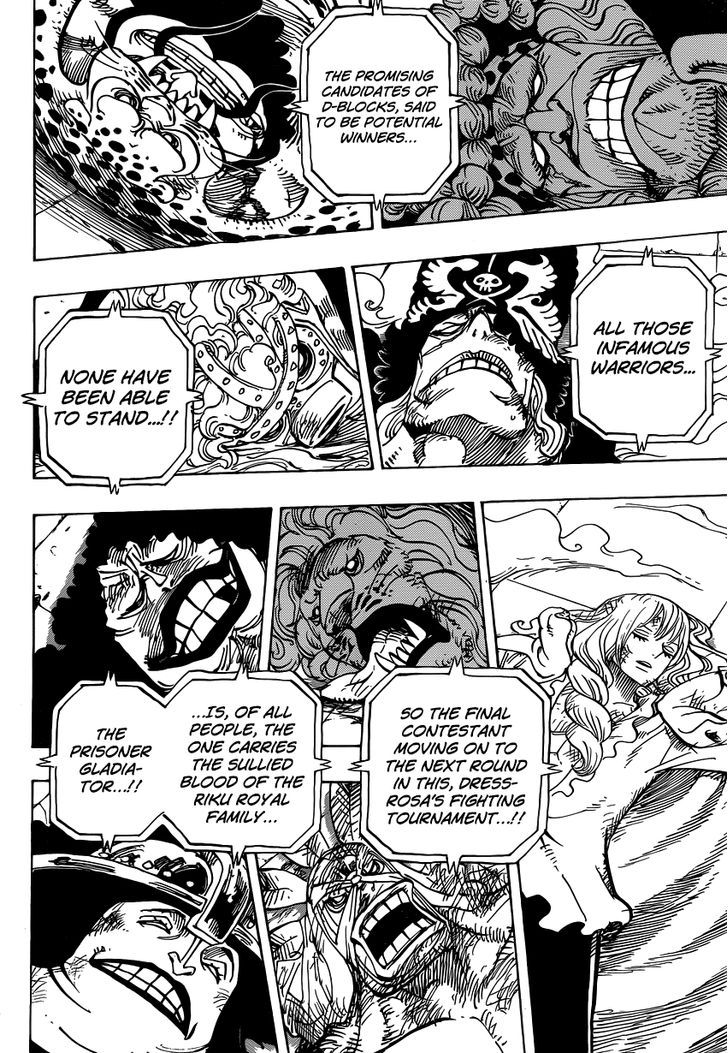 THE PROMISING
CANDIDATES OF
D-BLOCKS, SAID
TO BE POTENTIAL
WINNERS...
ALL THOSE
INFAMOUS
WARRIORS...
NONE HAVE
BEEN ABLE
TO STAND...!!
SO THE FINAL
CONTESTANT
MOVING ON TO
THE NEXT ROUND
IN THIS, DRESS-
ROSA'S FIGHTING
TOURNAMENT...!!
...IS, OF ALL
PEOPLE, THE
ONE CARRIES
THE SULLIED
BLOOD OF THE
RIKU ROYAL
FAMILY...
THE
PRISONER
GLADIA-
TOR...!!